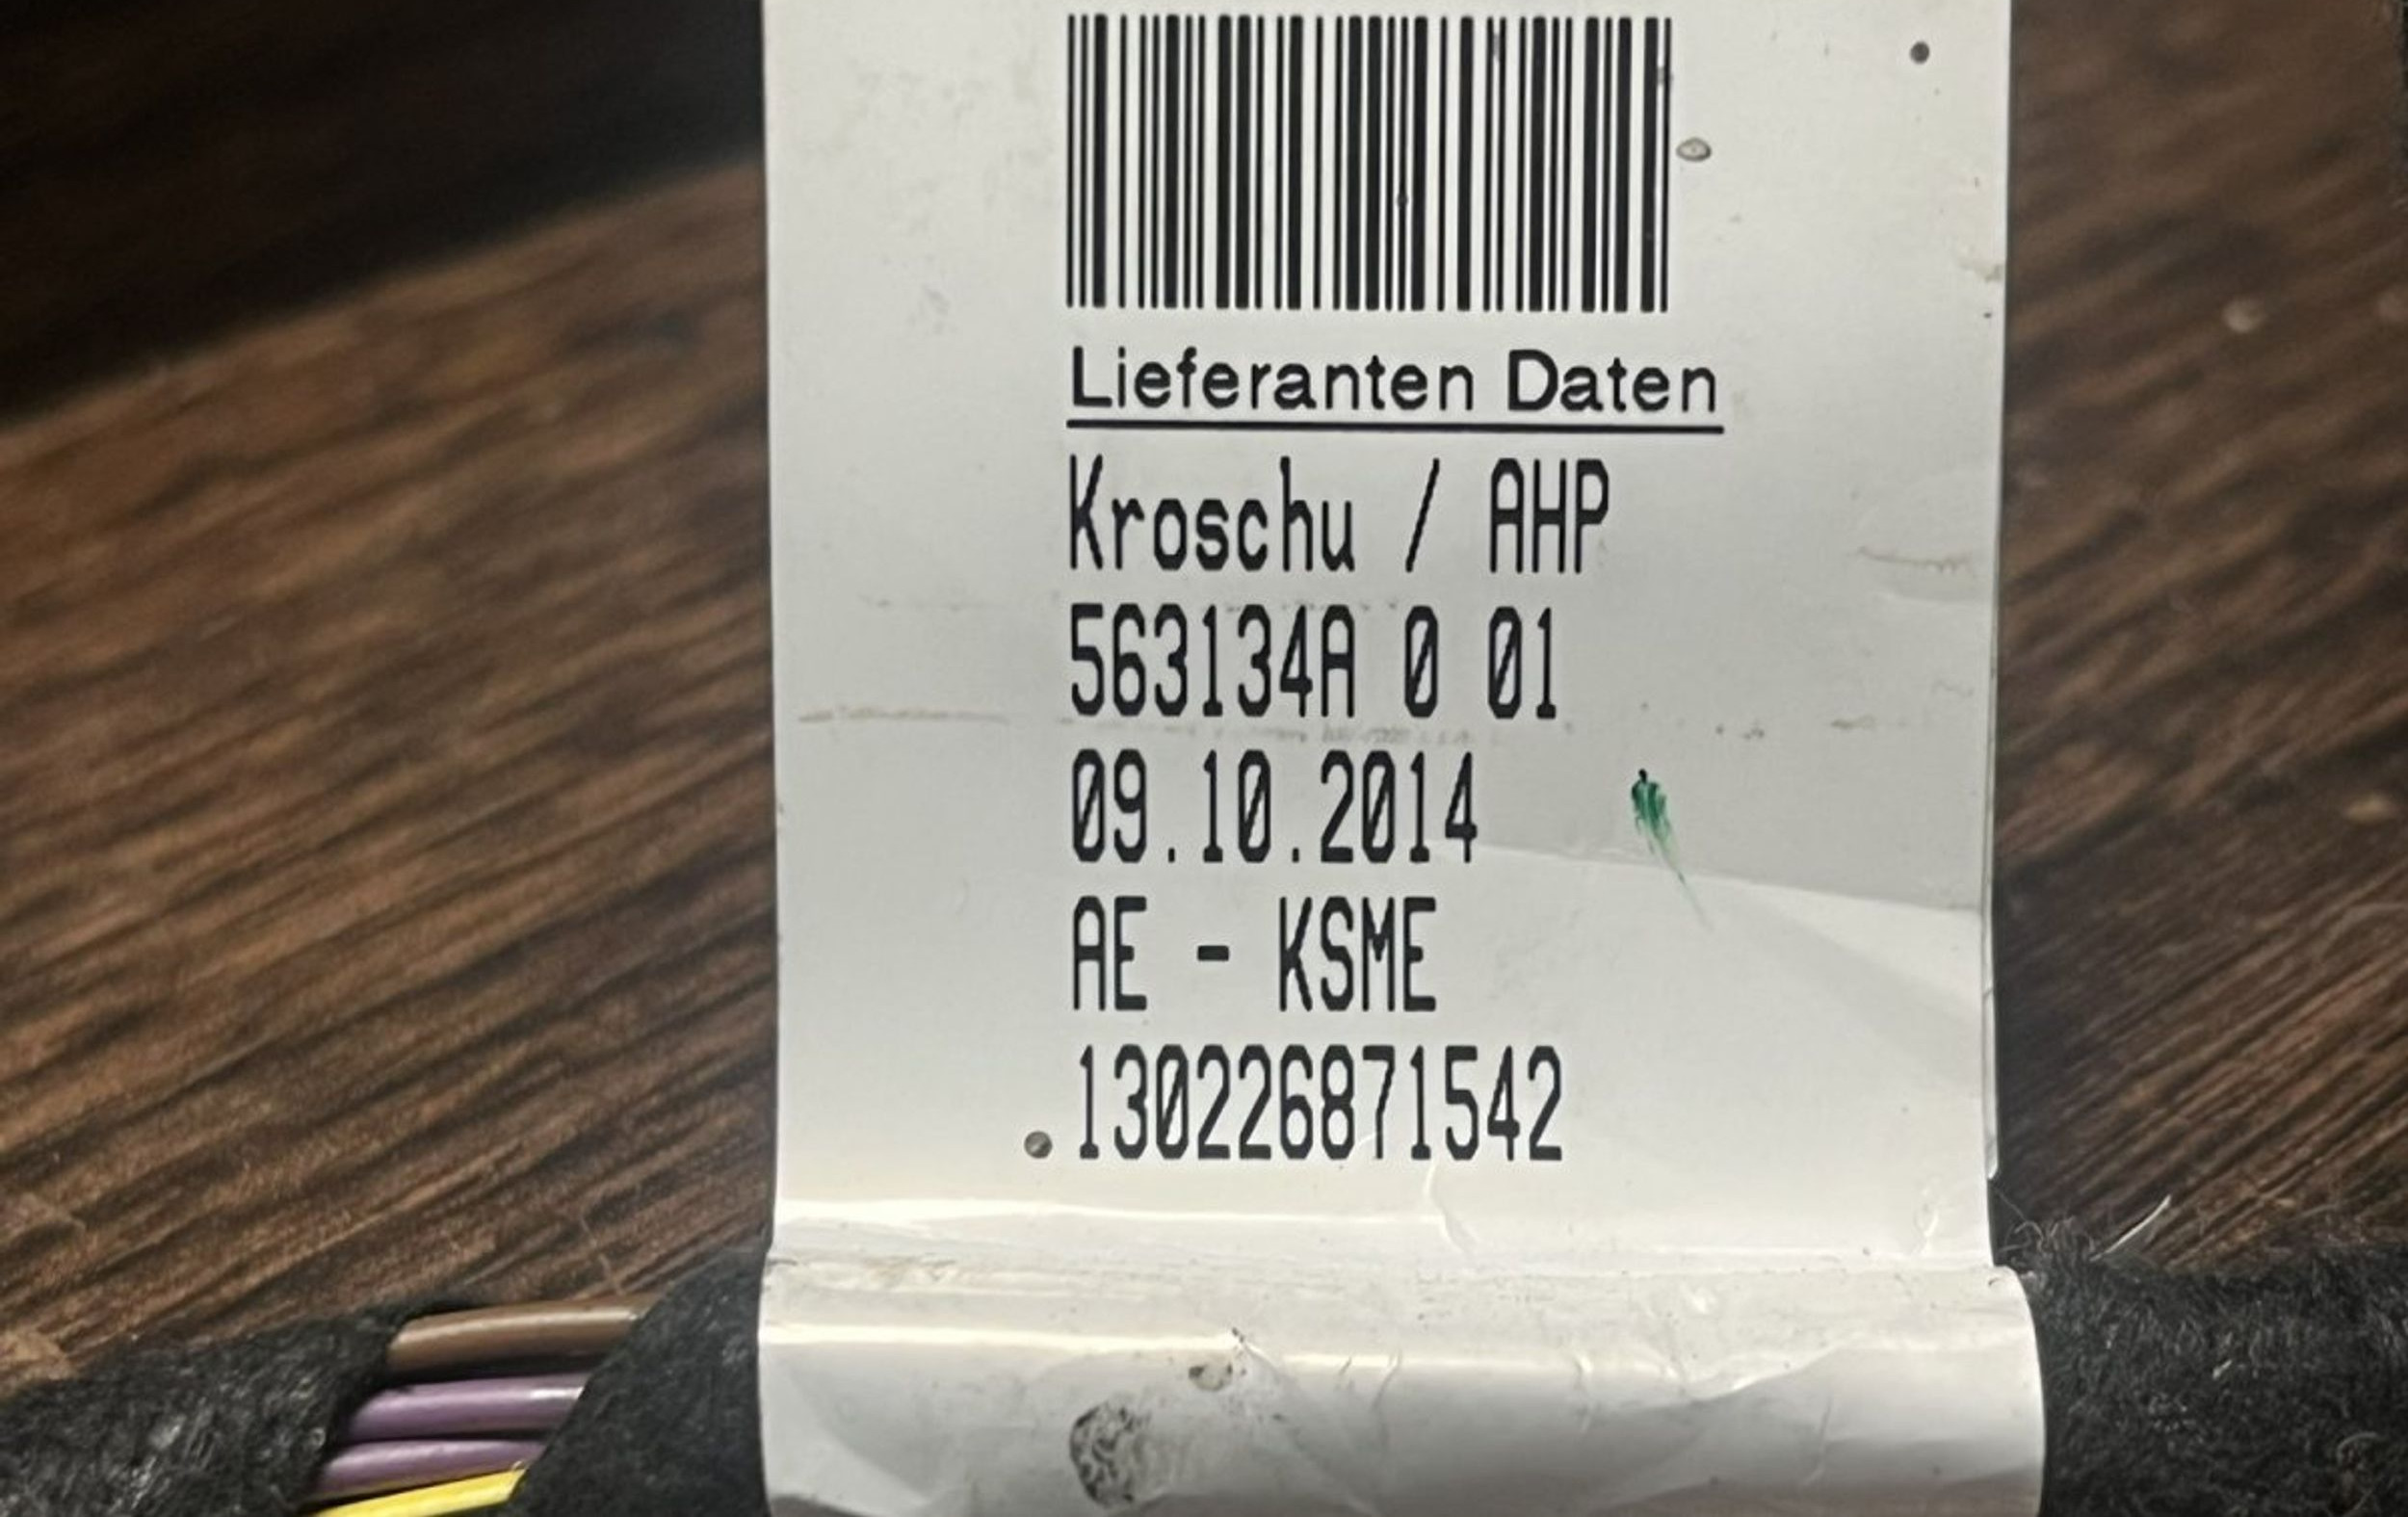 Lieferanten Daten
Kroschu / AHP
563134A 0 01
09.10.2014
AE - KSME
130226871542